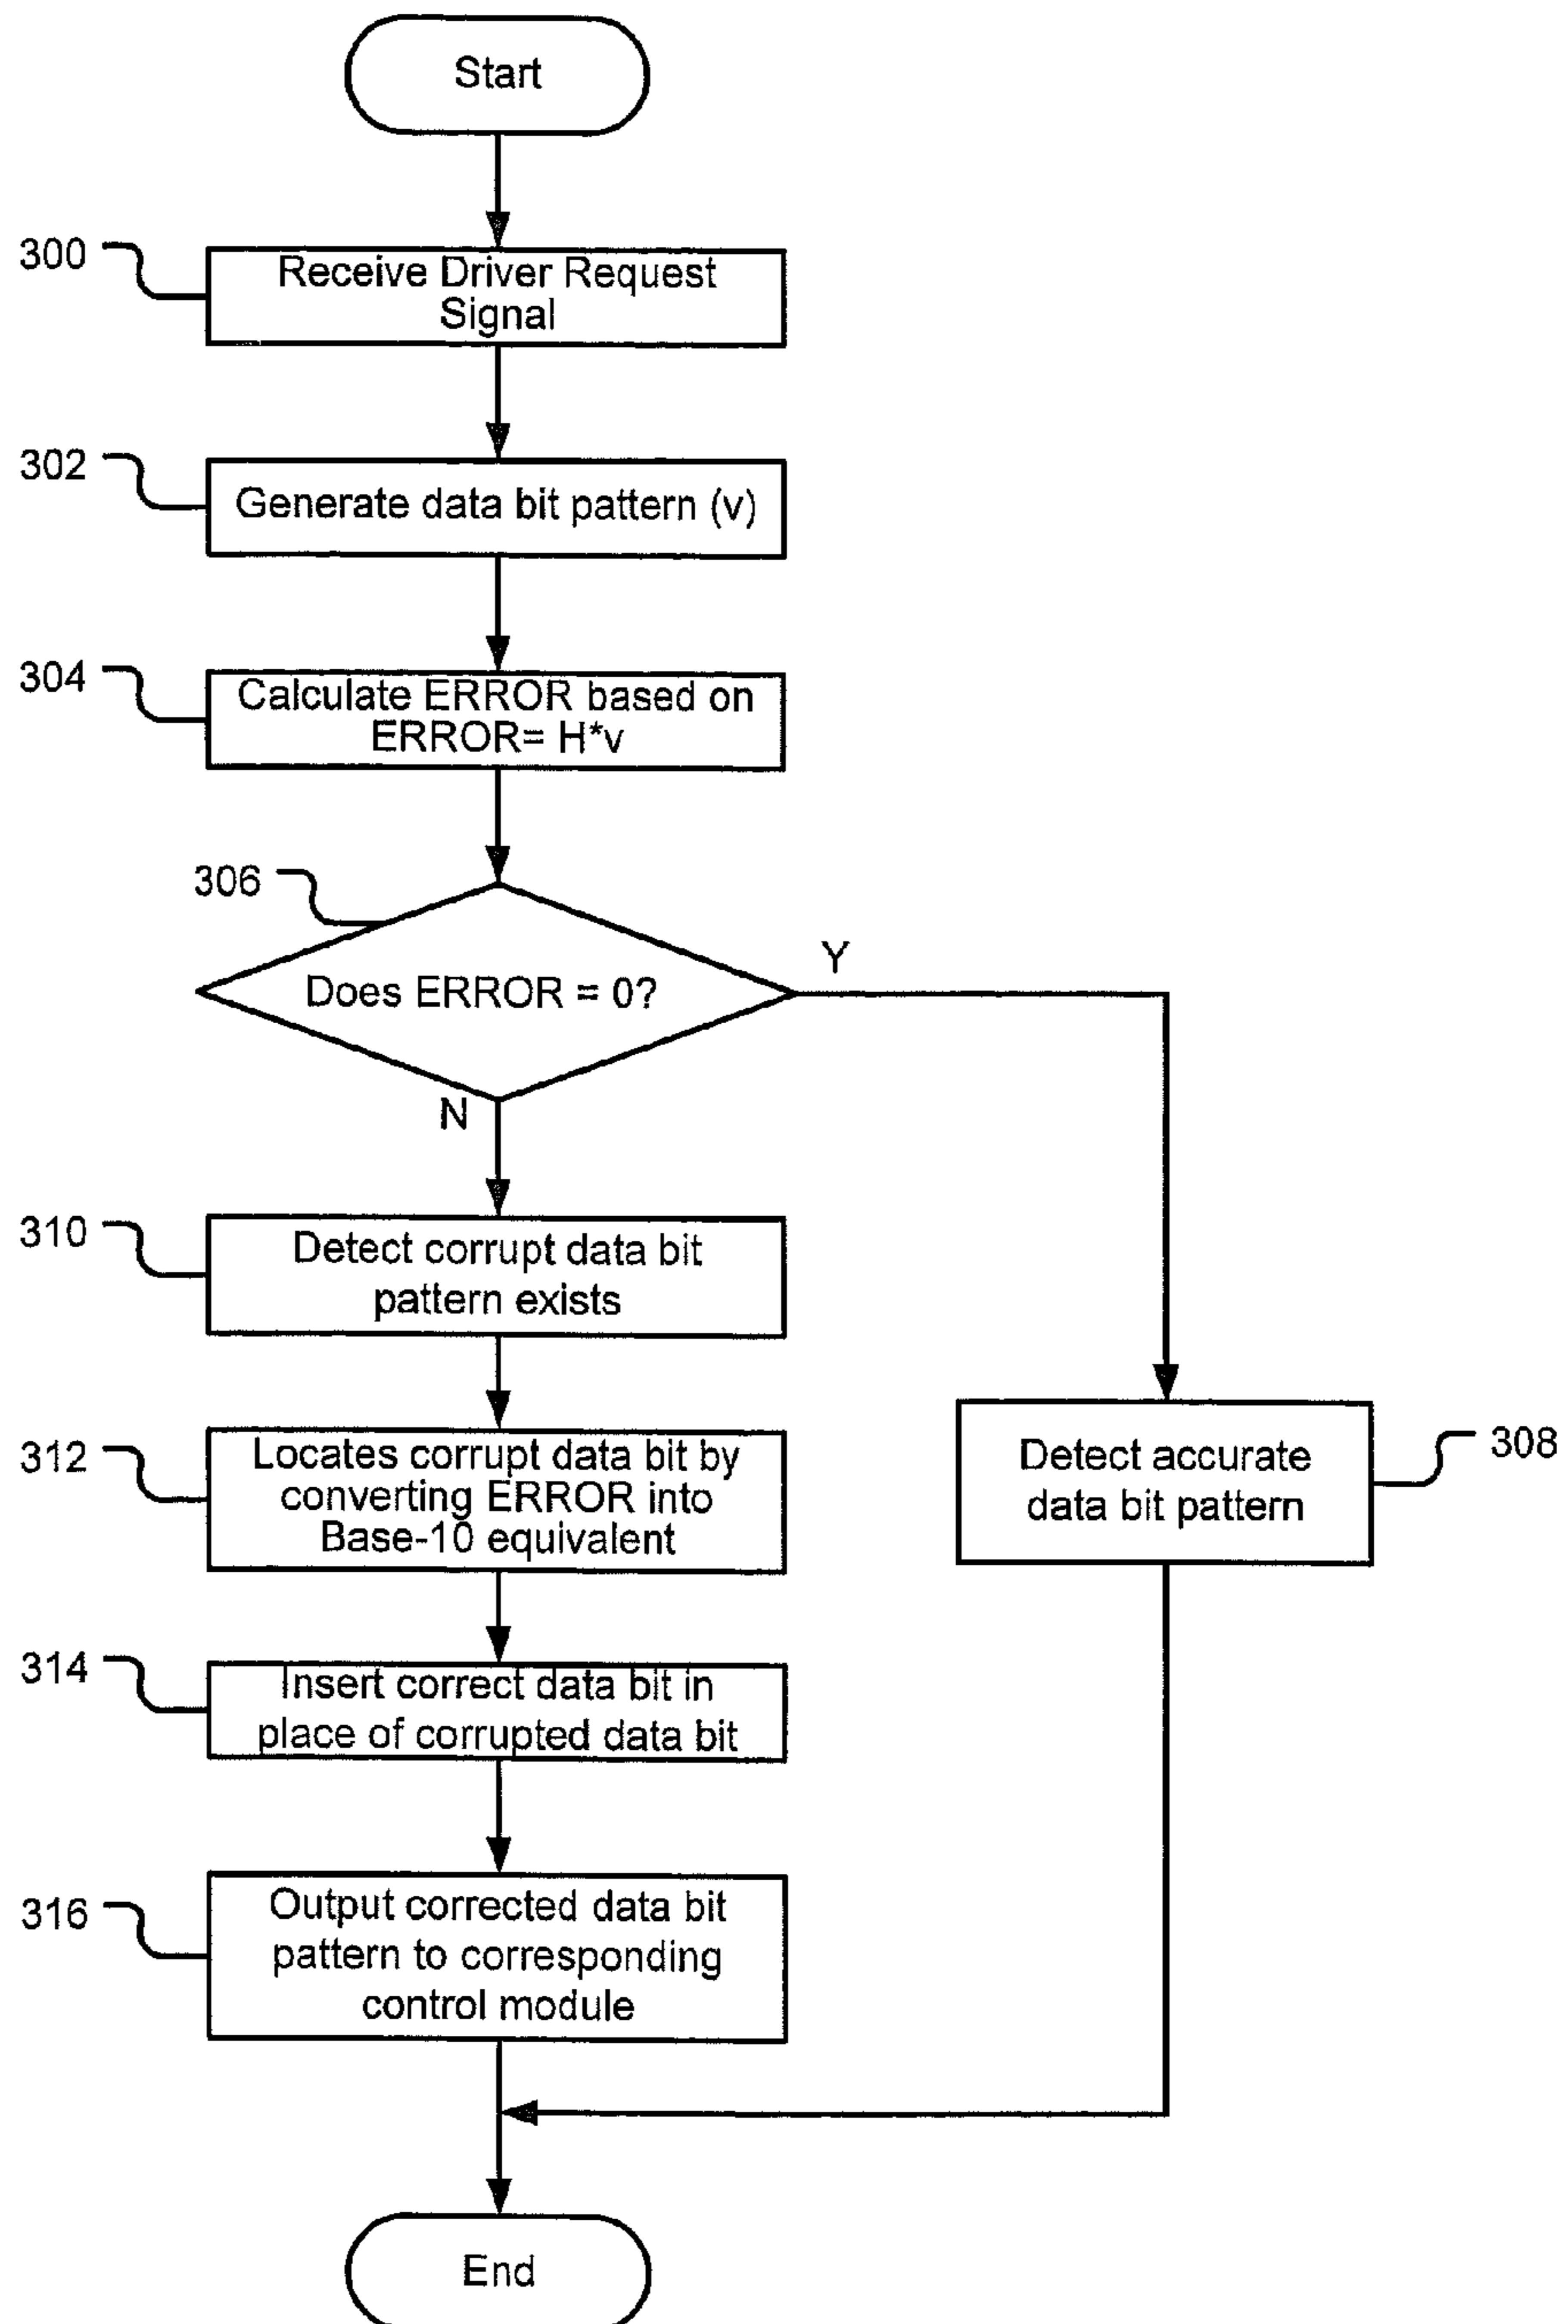 Start
300
Receive Driver Request
Signal
302
Generate data bit pattern (v)
304
Calculate ERROR based on
ERROR= H*v
306
Does ERROR = 0?
Y
N
310
Detect corrupt data bit
pattern exists
312
Locates corrupt data bit by
converting ERROR into
Base-10 equivalent
Detect accurate
data bit pattern
308
314
Insert correct data bit in
place of corrupted data bit
316
Output corrected data bit
pattern to corresponding
control module
End